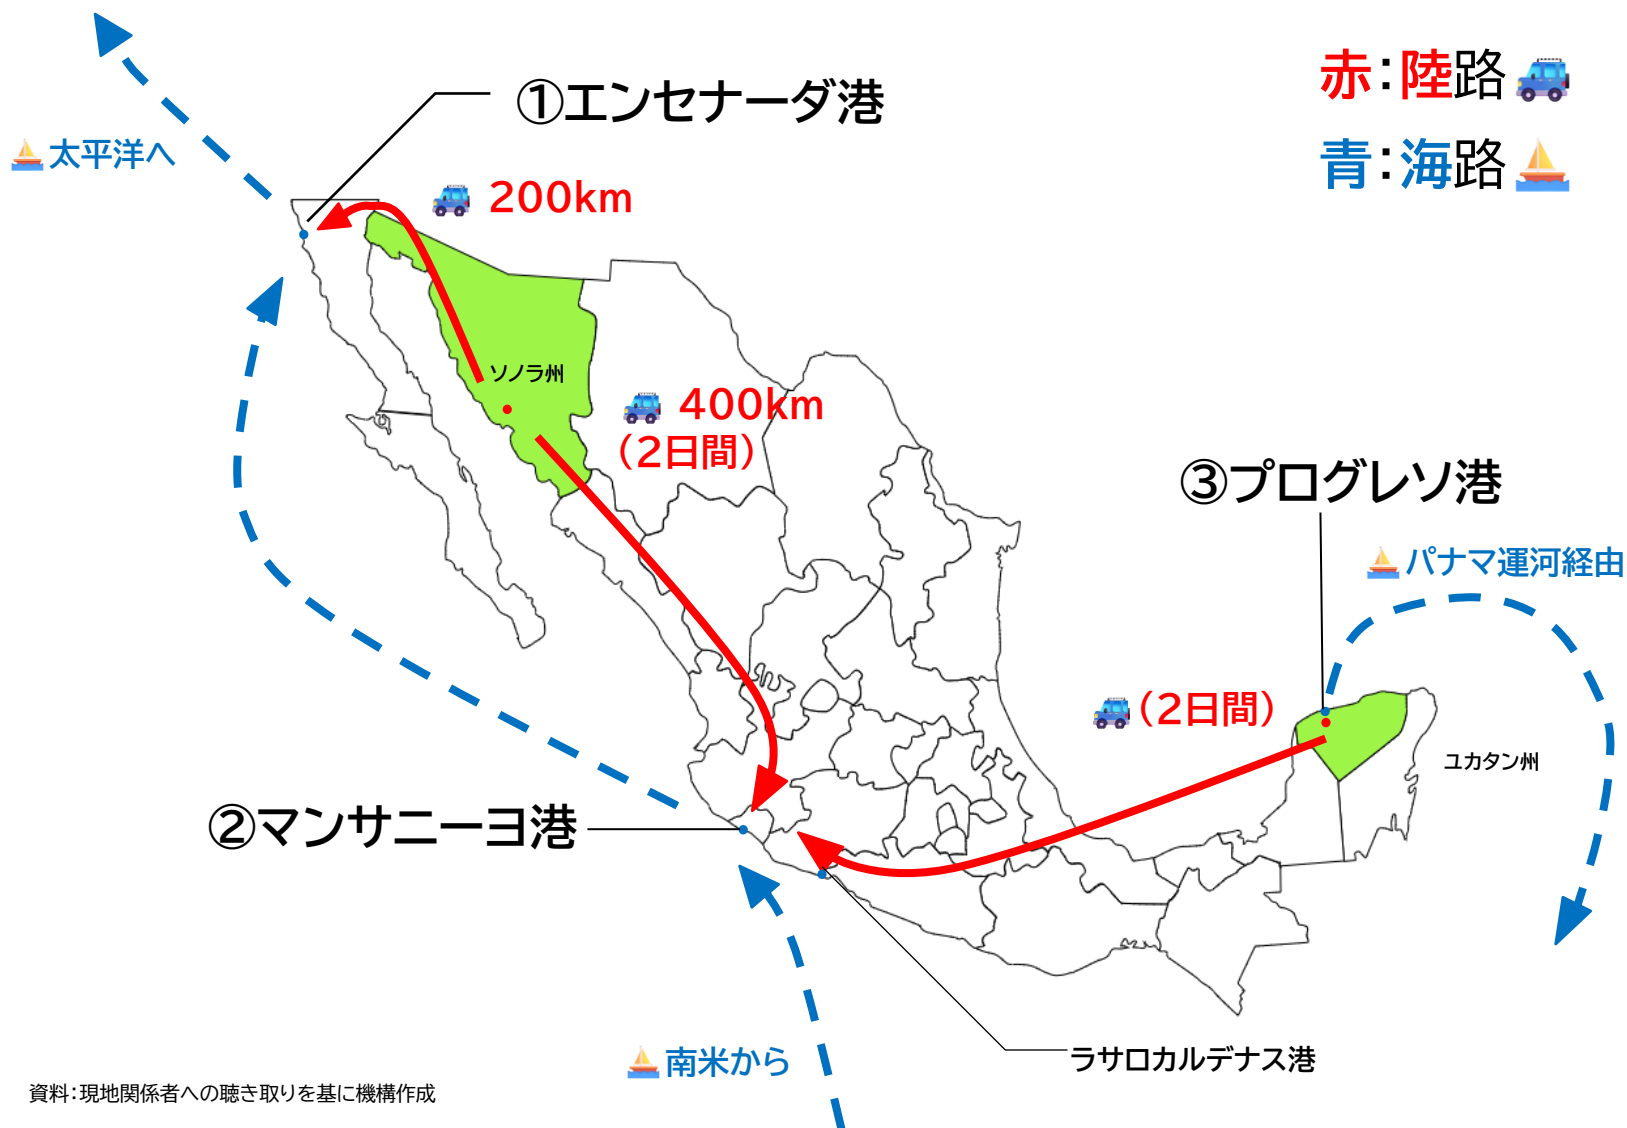 赤：陸路
青：海路
①エンセナーダ港
太平洋へ
200km
ソノラ州
400km
（2日間）
③プログレソ港
パナマ運河経由
（2日間）
ユカタン州
②マンサニーヨ港
南米から
ラサロカルデナス港
資料：現地関係者への聴き取りを基に機構作成